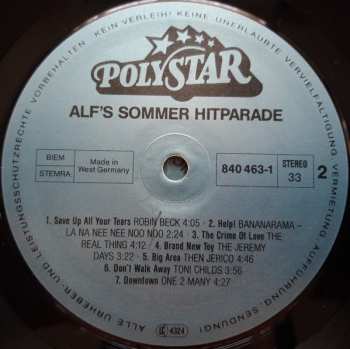 ALLE URHEBER- UND LEISTUNGSSCHUTZRECHTE VORBEHALTEN · KEIN VERLEIH! KEINE UNERLAUBTE VERVIELFÄLTIGUNG, VERMIETUNG, AUFFÜHRUNG, SENDUNG!
POLYSTAR
ALF'S SOMMER HITPARADE
BIEM
STEMRA
Made in
West Germany
840 463-1
STEREO
33
2
1. Save Up All Your Tears ROBIN BECK 4:05 · 2. Help! BANANARAMA –
LA NA NEE NEE NOO NOO 2:24 · 3. The Crime Of Love THE
REAL THING 4:12 · 4. Brand New Toy THE JEREMY
DAYS 3:22 · 5. Big Area THEN JERICO 4:46
6. Don't Walk Away TONI CHILDS 3:56
7. Downtown ONE 2 MANY 4:27
LC 4324